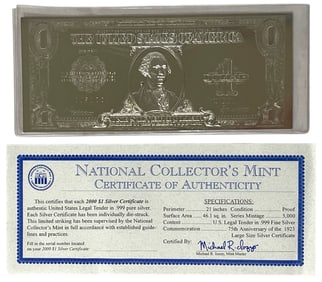 THE UNITED STATES OF AMERICA
NATIONAL COLLECTOR'S MINT
CERTIFICATE OF AUTHENTICITY
This certifies that each 2000 $1 Silver Certificate is
authentic United States Legal Tender in .999 pure silver.
Each Silver Certificate has been individually die-struck.
This limited striking has been supervised by the National
Collector's Mint in full accordance with established guide-
lines and practices.
Fill in the serial number located
on your 2000 $1 Silver Certificate
SPECIFICATIONS:
Perimeter 21 inches Condition Proof
Surface Area 46.1 sq. in. Series Mintage 5,000
Content U.S. Legal Tender in .999 Fine Silver
Commemoration 75th Anniversary of the 1923
Large Size Silver Certificate
Certified By:
Mint Master